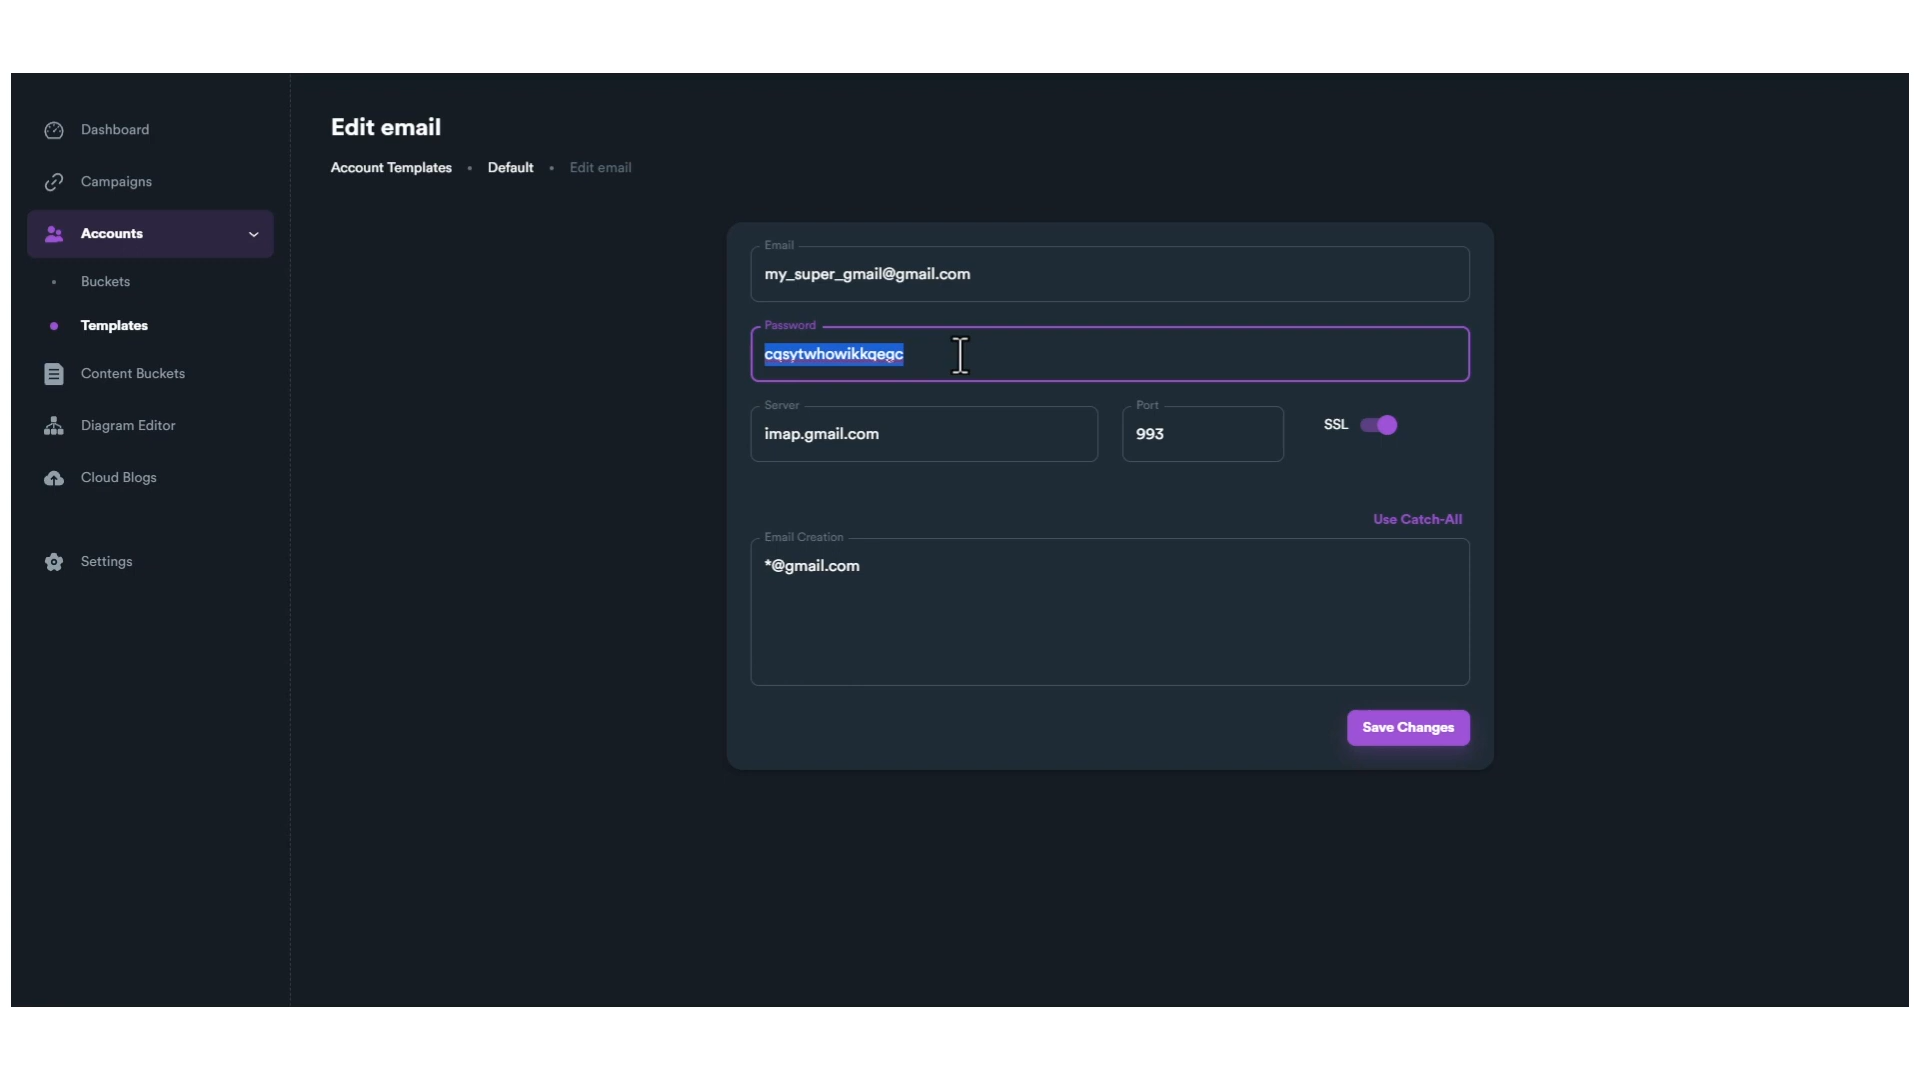 Dashboard
Campaigns
Accounts
Buckets
Templates
Content Buckets
Diagram Editor
Cloud Blogs
Settings
Edit email
Account Templates • Default • Edit email
Email
my_super_gmail@gmail.com
Password
cqsytwhowikkqegc
Server
imap.gmail.com
Port
993
SSL
Use Catch-All
Email Creation
*@gmail.com
Save Changes